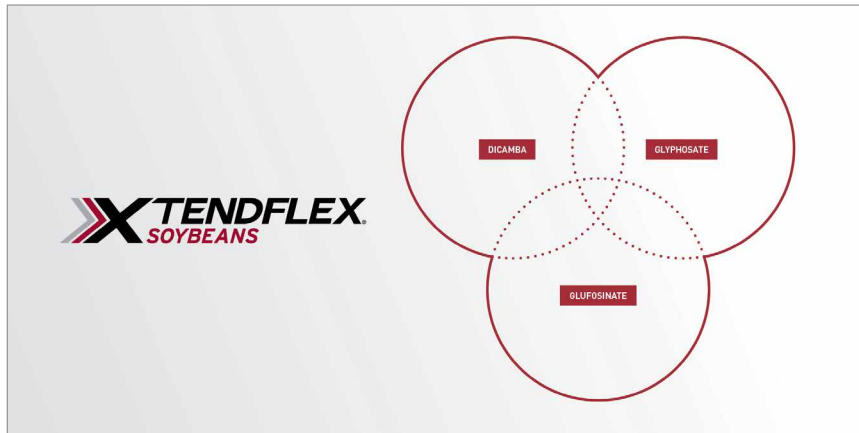 XTENDFLEX®
SOYBEANS
DICAMBA
GLYPHOSATE
GLUFOSINATE